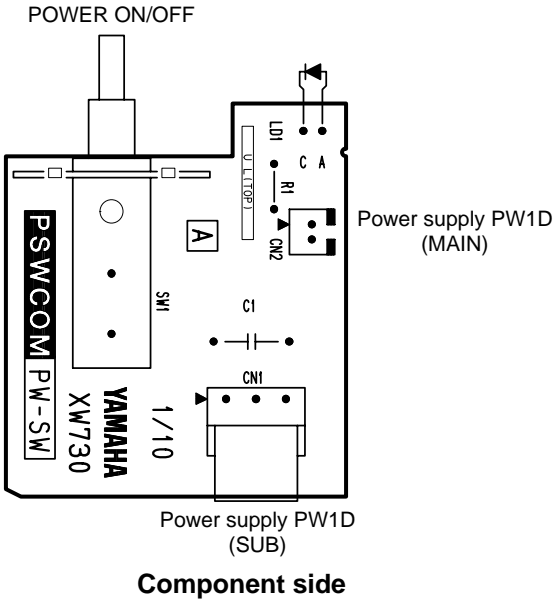 POWER ON/OFF
LD1
C A
U L(TOP)
R1
A
CN2
Power supply PW1D
(MAIN)
SW1
C1
CN1
PSWCOM PW-SW
XW730
YAMAHA
1/10
Power supply PW1D
(SUB)
Component side